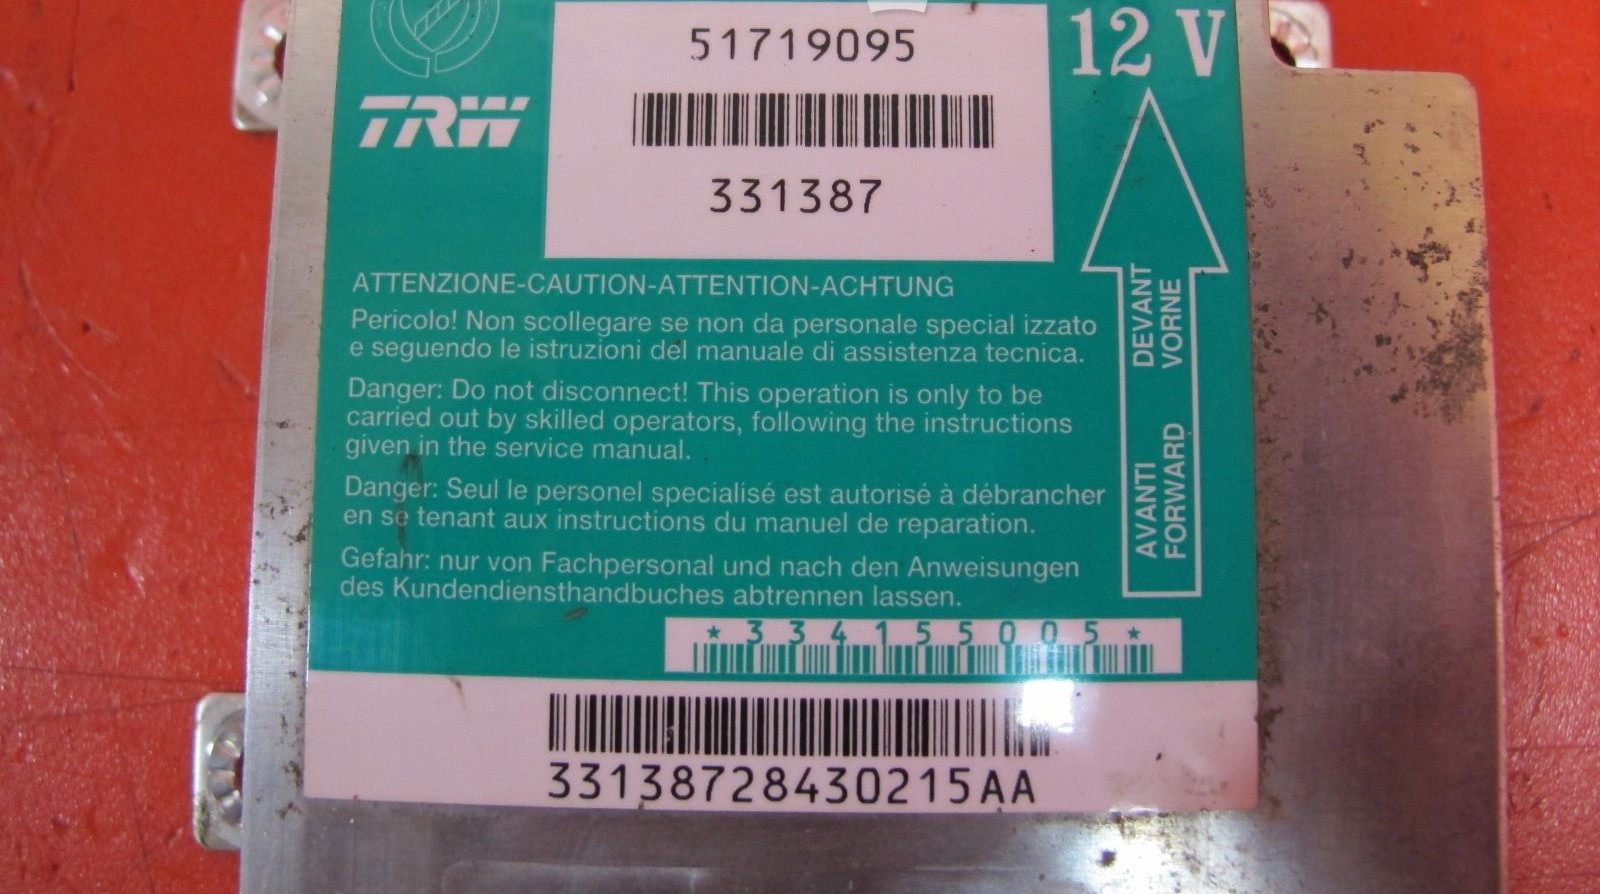 51719095
12 V
TRW
331387
ATTENZIONE-CAUTION-ATTENTION-ACHTUNG
Pericolo! Non scollegare se non da personale special izzato
e seguendo le istruzioni del manuale di assistenza tecnica.
Danger: Do not disconnect! This operation is only to be
carried out by skilled operators, following the instructions
given in the service manual.
Danger: Seul le personel specialisé est autorisé à débrancher
en se tenant aux instructions du manuel de reparation.
Gefahr: nur von Fachpersonal und nach den Anweisungen
des Kundendiensthandbuches abtrennen lassen.
AVANTI DEVANT
FORWARD VORNE
* 334155005 *
33138728430215AA